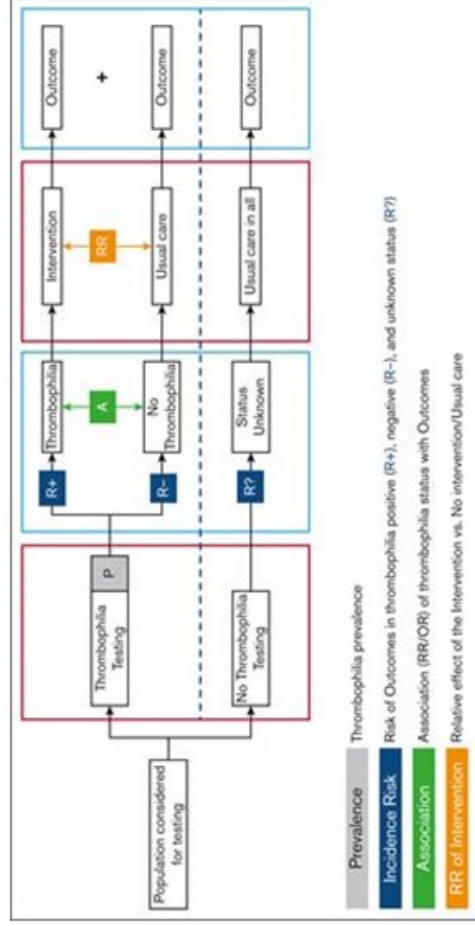 Population considered
for testing
Thrombophilia
Testing
P
R+
R−
Thrombophilia
A
No
Thrombophilia
Intervention
RR
Usual care
Outcome
+
Outcome
No Thrombophilia
Testing
R?
Status
Unknown
Usual care in all
Outcome
Prevalence
Thrombophilia prevalence
Incidence Risk
Risk of Outcomes in thrombophilia positive (R+), negative (R−), and unknown status (R?)
Association
Association (RR/OR) of thrombophilia status with Outcomes
RR of Intervention
Relative effect of the Intervention vs. No intervention/Usual care